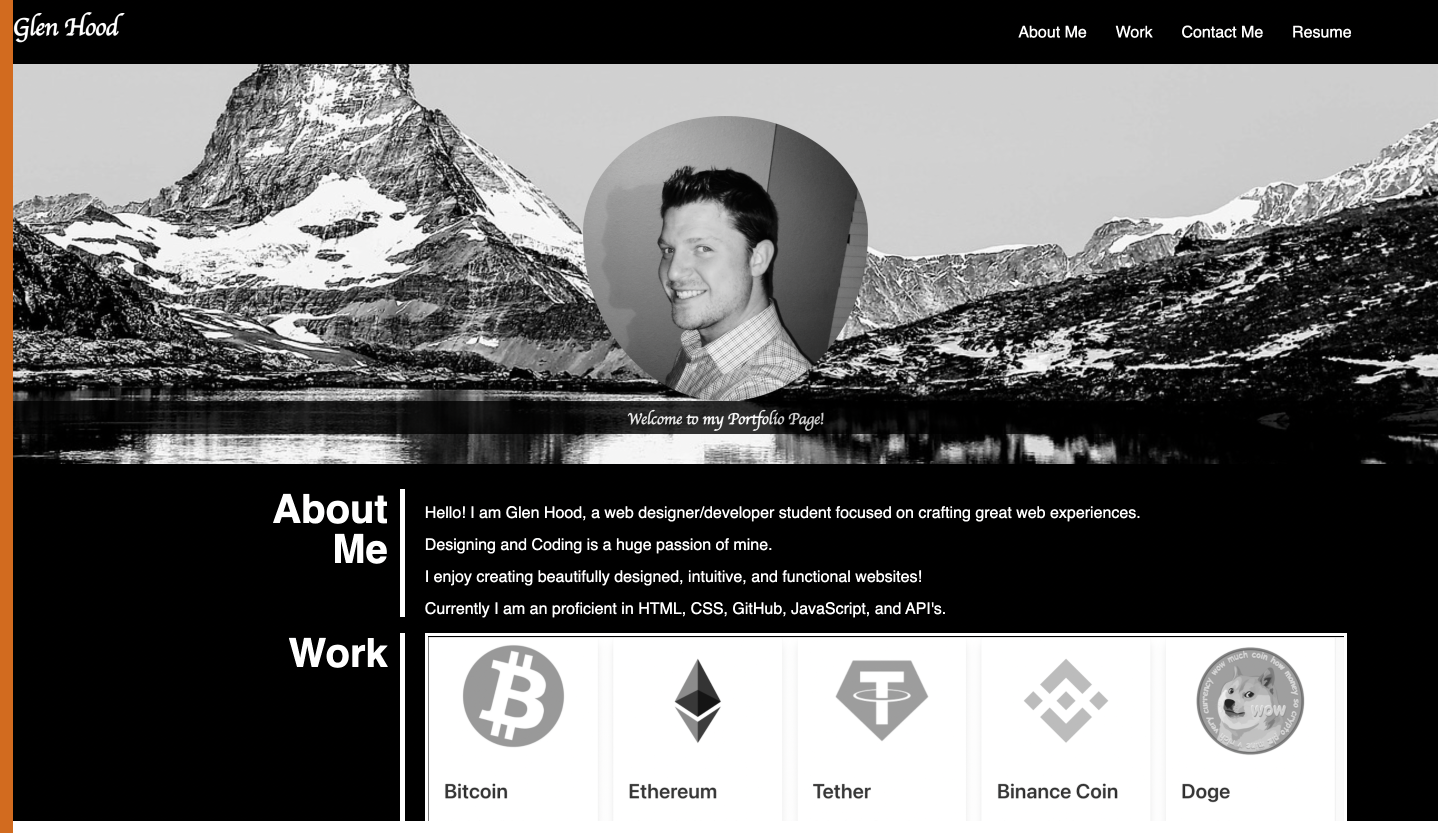 Glen Hood
About Me Work Contact Me Resume
Welcome to my Portfolio Page!
About
Me
Hello! I am Glen Hood, a web designer/developer student focused on crafting great web experiences.
Designing and Coding is a huge passion of mine.
I enjoy creating beautifully designed, intuitive, and functional websites!
Currently I am an proficient in HTML, CSS, GitHub, JavaScript, and API's.
Work
wow
Bitcoin Ethereum Tether Binance Coin Doge